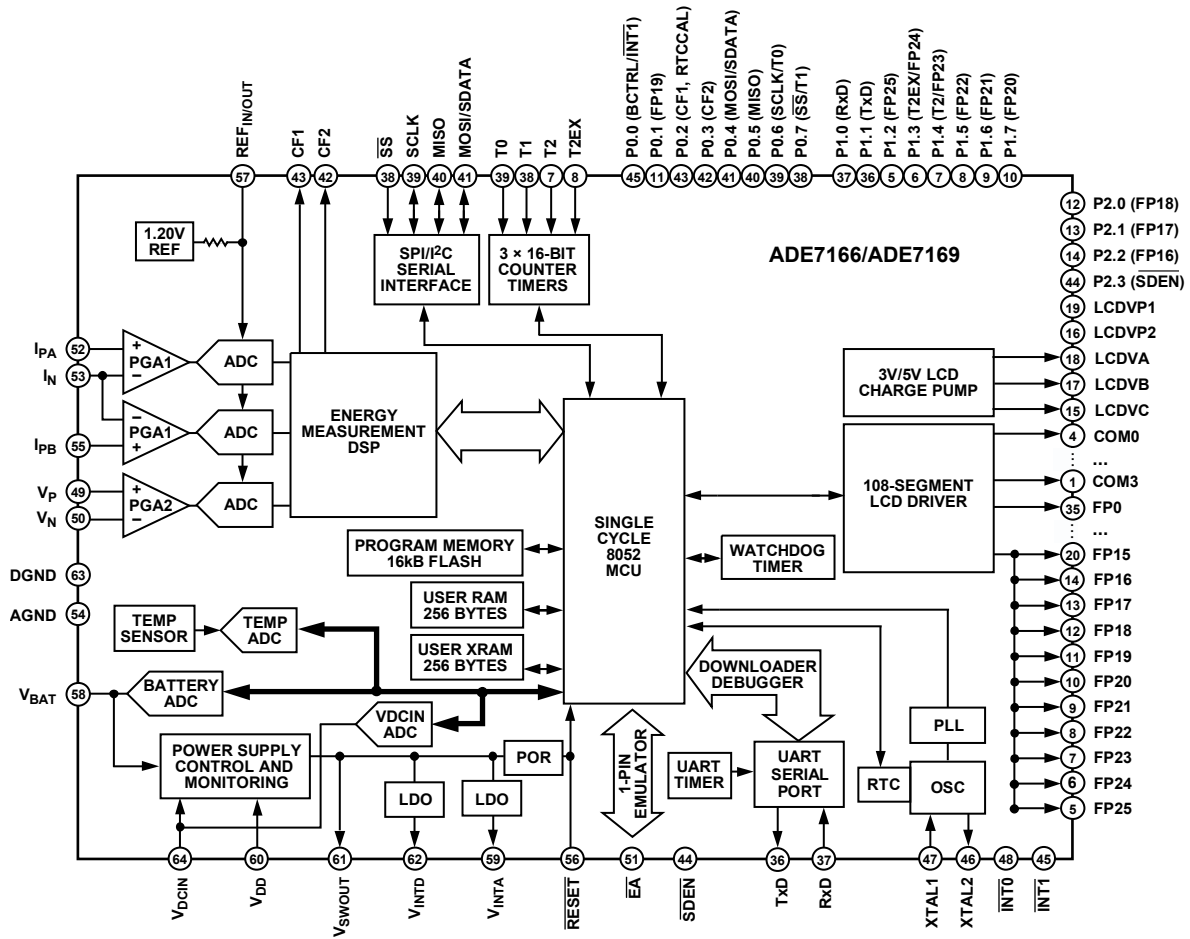 REF IN/OUT
CF1
CF2
SS
SCLK
MISO
MOSI/SDATA
T0
T1
T2
T2EX
P0.0 (BCTRL/INT1)
P0.1 (FP19)
P0.2 (CF1, RTCCAL)
P0.3 (CF2)
P0.4 (MOSI/SDATA)
P0.5 (MISO)
P0.6 (SCLK/T0)
P0.7 (SS/T1)
P1.0 (RxD)
P1.1 (TxD)
P1.2 (FP25)
P1.3 (T2EX/FP24)
P1.4 (T2/FP23)
P1.5 (FP22)
P1.6 (FP21)
P1.7 (FP20)
57 43 42 38 39 40 41 39 38 7 8 45 11 43 42 41 40 39 38 37 36 5 6 7 8 9 10
12 P2.0 (FP18)
13 P2.1 (FP17)
14 P2.2 (FP16)
44 P2.3 (SDEN)
19 LCDVP1
16 LCDVP2
18 LCDVA
17 LCDVB
15 LCDVC
4 COM0
...
1 COM3
35 FP0
...
20 FP15
14 FP16
13 FP17
12 FP18
11 FP19
10 FP20
9 FP21
8 FP22
7 FP23
6 FP24
5 FP25
ADE7166/ADE7169
1.20V
REF
SPI/I2C
SERIAL
INTERFACE
3 × 16-BIT
COUNTER
TIMERS
IPA 52
IN 53
IPB 55
VP 49
VN 50
DGND 63
AGND 54
VBAT 58
+
PGA1
−
ADC
−
PGA1
+
ADC
+
PGA2
−
ADC
ENERGY
MEASUREMENT
DSP
3V/5V LCD
CHARGE PUMP
108-SEGMENT
LCD DRIVER
SINGLE
CYCLE
8052
MCU
PROGRAM MEMORY
16kB FLASH
WATCHDOG
TIMER
USER RAM
256 BYTES
USER XRAM
256 BYTES
TEMP
SENSOR
TEMP
ADC
BATTERY
ADC
VDCIN
ADC
DOWNLOADER
DEBUGGER
POWER SUPPLY
CONTROL AND
MONITORING
POR
LDO
LDO
1-PIN
EMULATOR
UART
TIMER
UART
SERIAL
PORT
PLL
RTC
OSC
64 60 61 62 59 56 51 44 36 37 47 46 48 45
VDCIN
VDD
VSWOUT
VINTD
VINTA
RESET
EA
SDEN
TxD
RxD
XTAL1
XTAL2
INT0
INT1